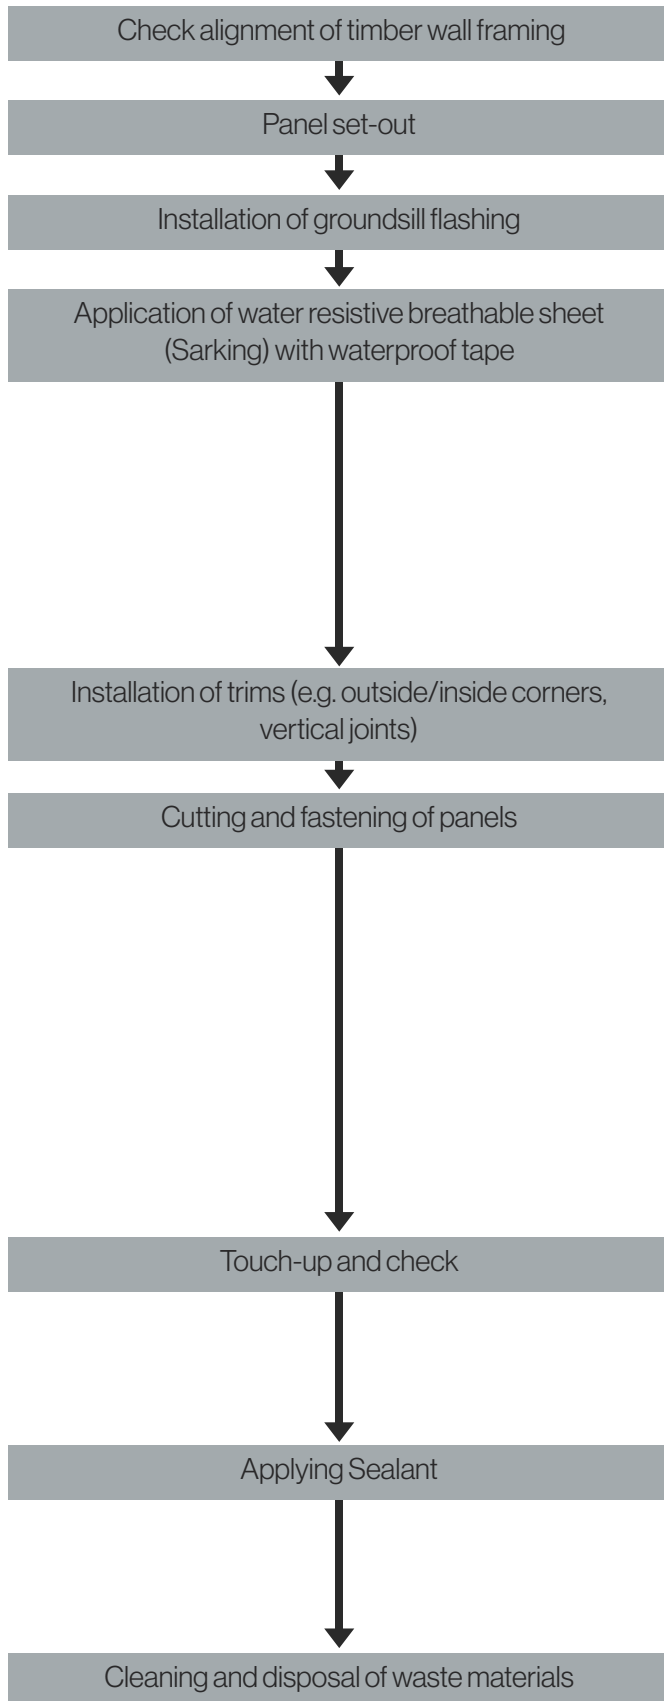 Check alignment of timber wall framing
Panel set-out
Installation of groundsill flashing
Application of water resistive breathable sheet
(Sarking) with waterproof tape
Installation of trims (e.g. outside/inside corners,
vertical joints)
Cutting and fastening of panels
Touch-up and check
Applying Sealant
Cleaning and disposal of waste materials